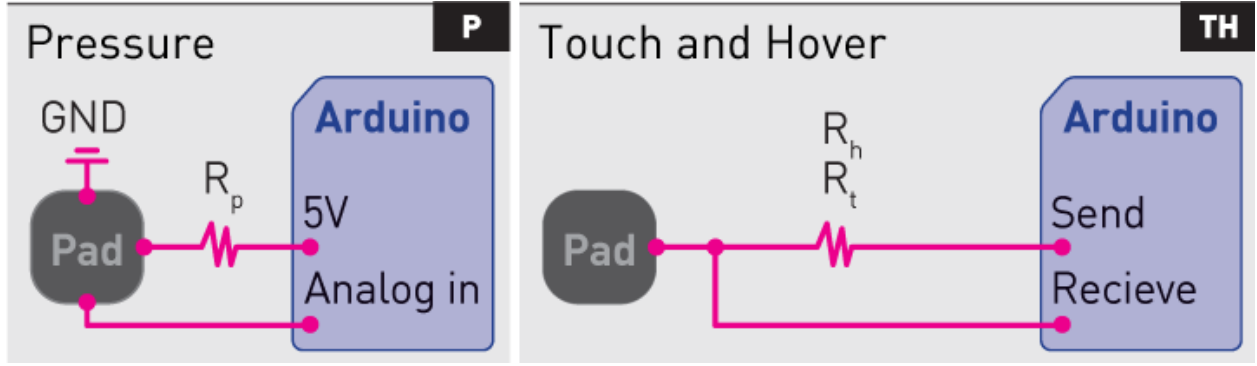 Pressure
P
GND
Arduino
Rp
5V
Pad
Analog in
Touch and Hover
TH
Arduino
Rh
Rt
Send
Pad
Recieve